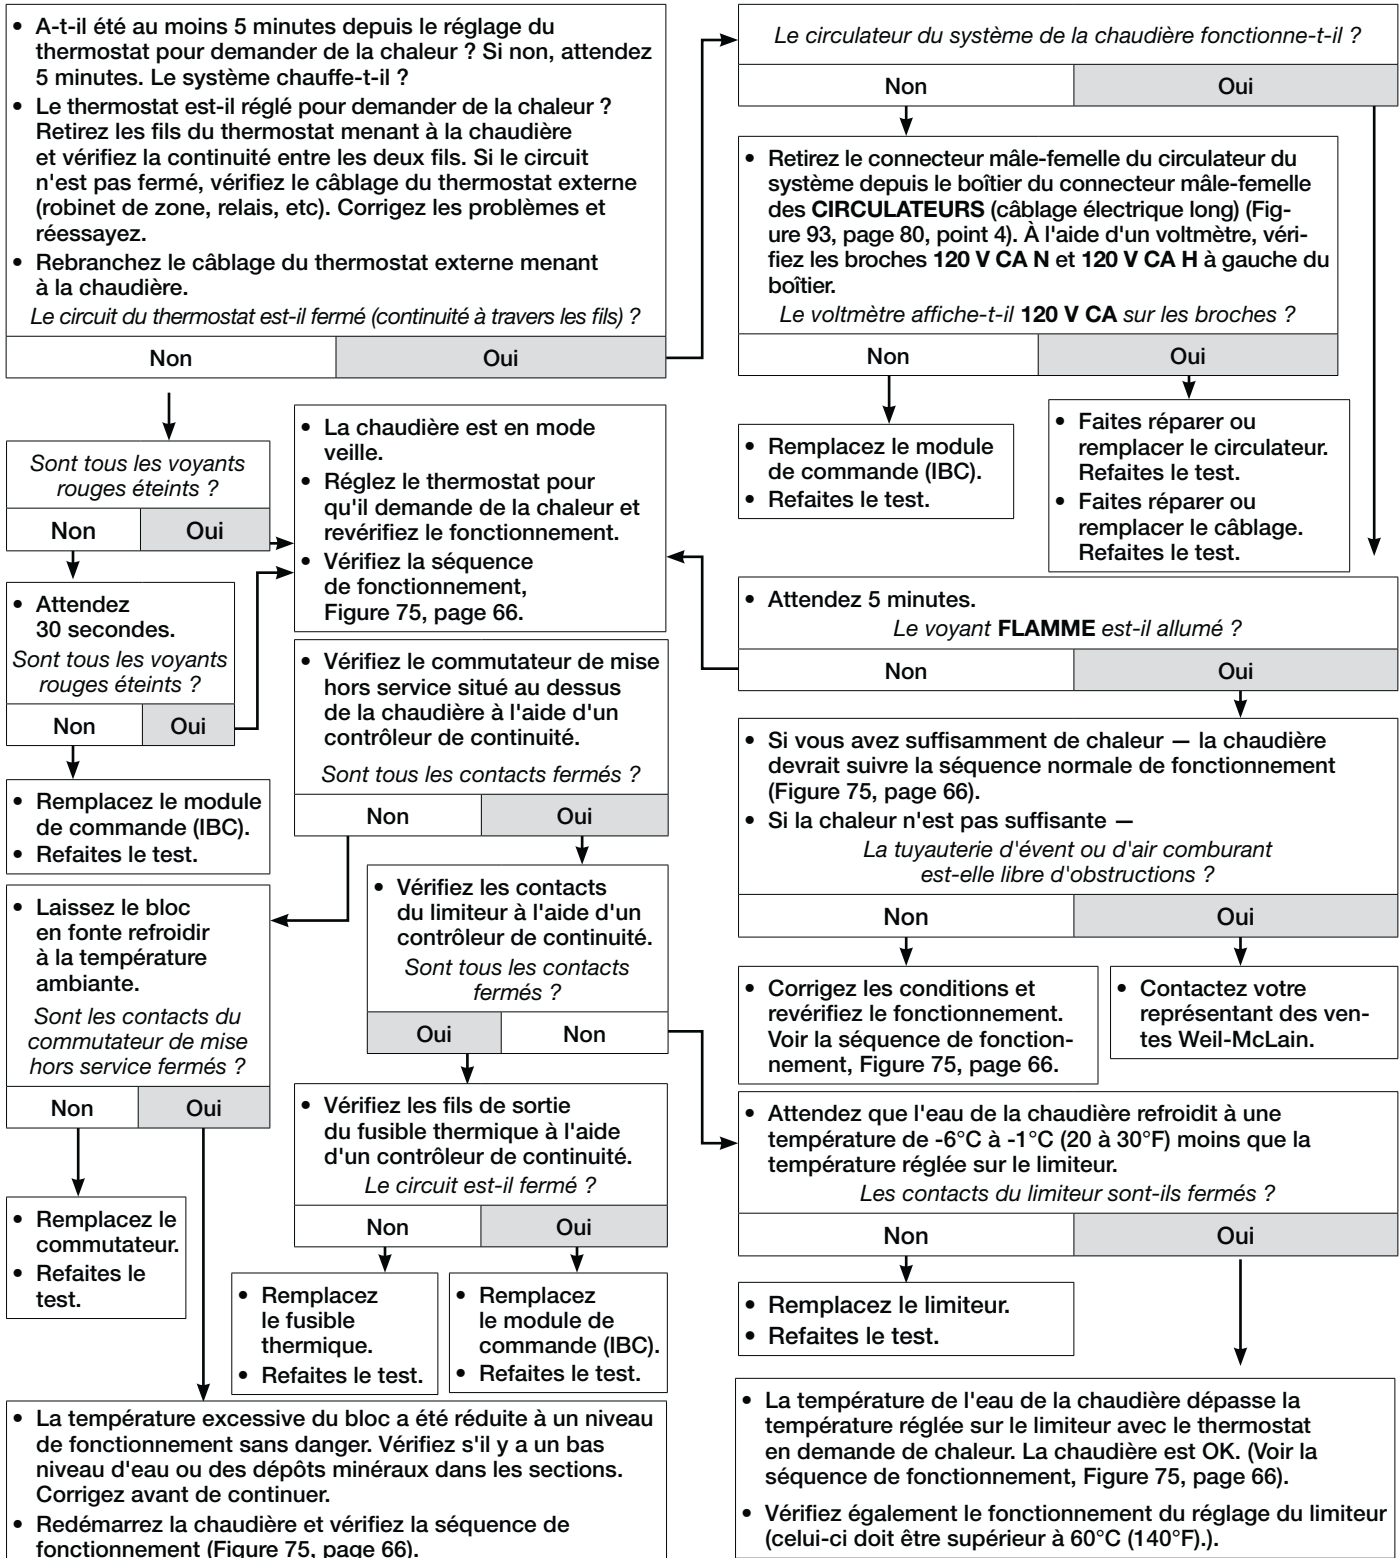 • A-t-il été au moins 5 minutes depuis le réglage du
thermostat pour demander de la chaleur ? Si non, attendez
5 minutes. Le système chauffe-t-il ?
• Le thermostat est-il réglé pour demander de la chaleur ?
Retirez les fils du thermostat menant à la chaudière
et vérifiez la continuité entre les deux fils. Si le circuit
n'est pas fermé, vérifiez le câblage du thermostat externe
(robinet de zone, relais, etc). Corrigez les problèmes et
réessayez.
• Rebranchez le câblage du thermostat externe menant
à la chaudière.
Le circuit du thermostat est-il fermé (continuité à travers les fils) ?
Non
Oui
Sont tous les voyants
rouges éteints ?
Non
Oui
• Attendez
30 secondes.
Sont tous les voyants
rouges éteints ?
Non
Oui
• Remplacez le module
de commande (IBC).
• Refaites le test.
• La chaudière est en mode
veille.
• Réglez le thermostat pour
qu'il demande de la chaleur et
revérifiez le fonctionnement.
• Vérifiez la séquence
de fonctionnement,
Figure 75, page 66.
• Vérifiez le commutateur de mise
hors service situé au dessus
de la chaudière à l'aide d'un
contrôleur de continuité.
Sont tous les contacts fermés ?
Non
Oui
• Laissez le bloc
en fonte refroidir
à la température
ambiante.
Sont les contacts du
commutateur de mise
hors service fermés ?
Non
Oui
• Remplacez le
commutateur.
• Refaites le
test.
• Vérifiez les contacts
du limiteur à l'aide d'un
contrôleur de continuité.
Sont tous les contacts
fermés ?
Oui
Non
• Vérifiez les fils de sortie
du fusible thermique à l'aide
d'un contrôleur de continuité.
Le circuit est-il fermé ?
Non
Oui
• Remplacez
le fusible
thermique.
• Refaites le test.
• Remplacez
le module de
commande (IBC).
• Refaites le test.
• La température excessive du bloc a été réduite à un niveau
de fonctionnement sans danger. Vérifiez s'il y a un bas
niveau d'eau ou des dépôts minéraux dans les sections.
Corrigez avant de continuer.
• Redémarrez la chaudière et vérifiez la séquence de
fonctionnement (Figure 75, page 66).
Le circulateur du système de la chaudière fonctionne-t-il ?
Non
Oui
• Retirez le connecteur mâle-femelle du circulateur du
système depuis le boîtier du connecteur mâle-femelle
des CIRCULATEURS (câblage électrique long) (Fig-
ure 93, page 80, point 4). À l'aide d'un voltmètre, véri-
fiez les broches 120 V CA N et 120 V CA H à gauche du
boîtier.
Le voltmètre affiche-t-il 120 V CA sur les broches ?
Non
Oui
• Remplacez le module
de commande (IBC).
• Refaites le test.
• Faites réparer ou
remplacer le circulateur.
Refaites le test.
• Faites réparer ou
remplacer le câblage.
Refaites le test.
• Attendez 5 minutes.
Le voyant FLAMME est-il allumé ?
Non
Oui
• Si vous avez suffisamment de chaleur — la chaudière
devrait suivre la séquence normale de fonctionnement
(Figure 75, page 66).
• Si la chaleur n'est pas suffisante —
La tuyauterie d'évent ou d'air comburant
est-elle libre d'obstructions ?
Non
Oui
• Corrigez les conditions et
revérifiez le fonctionnement.
Voir la séquence de fonction-
nement, Figure 75, page 66.
• Contactez votre
représentant des ven-
tes Weil-McLain.
• Attendez que l'eau de la chaudière refroidit à une
température de -6°C à -1°C (20 à 30°F) moins que la
température réglée sur le limiteur.
Les contacts du limiteur sont-ils fermés ?
Non
Oui
• Remplacez le limiteur.
• Refaites le test.
• La température de l'eau de la chaudière dépasse la
température réglée sur le limiteur avec le thermostat
en demande de chaleur. La chaudière est OK. (Voir la
séquence de fonctionnement, Figure 75, page 66).
• Vérifiez également le fonctionnement du réglage du limiteur
(celui-ci doit être supérieur à 60°C (140°F).).